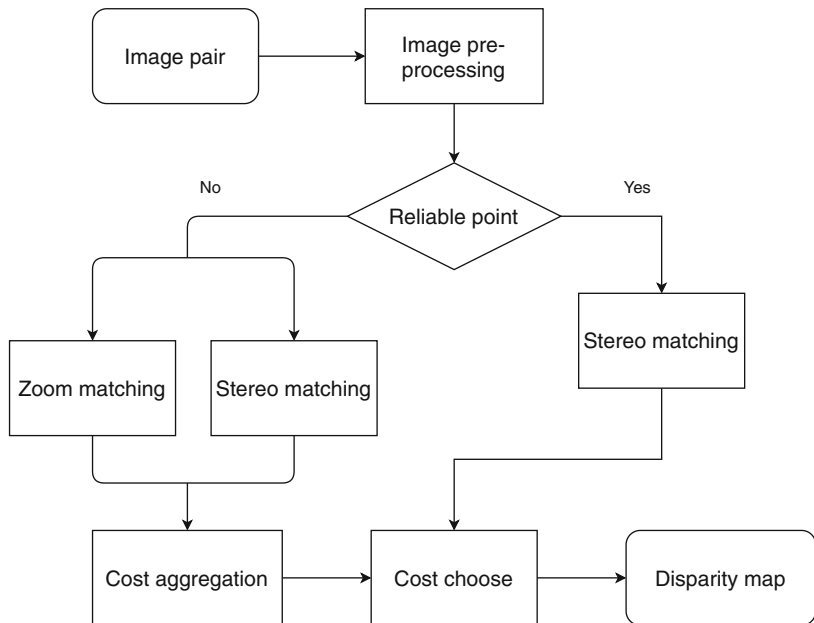 Image pair
Image pre-
processing
No
Yes
Reliable point
Stereo matching
Zoom matching
Stereo matching
Cost aggregation
Cost choose
Disparity map